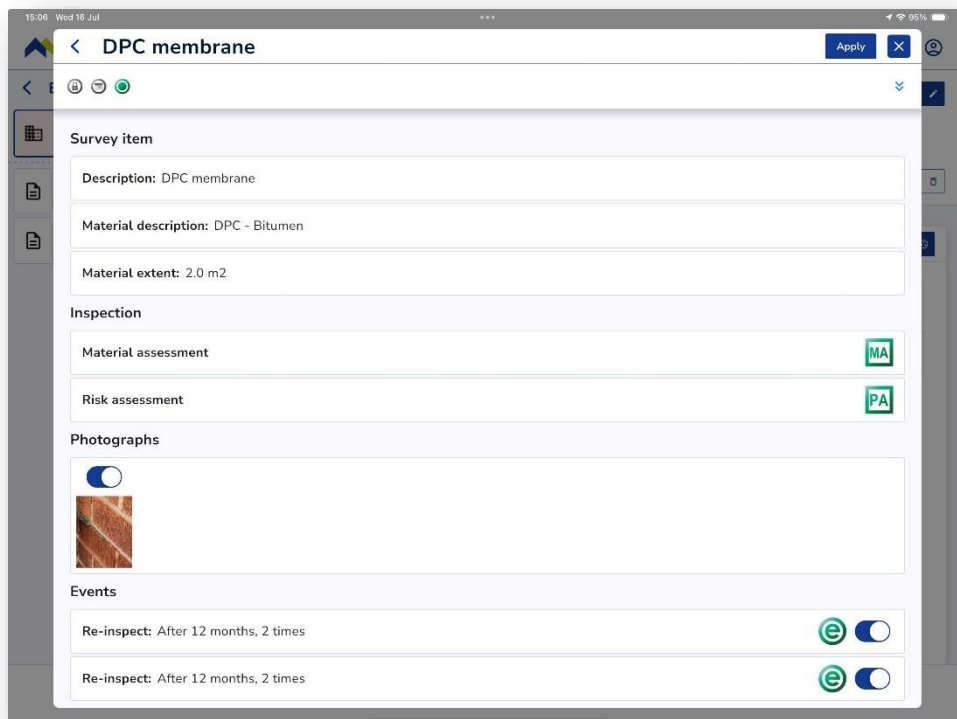 15:06 Wed 16 Jul
95%
DPC membrane
Apply
Survey item
Description: DPC membrane
Material description: DPC - Bitumen
Material extent: 2.0 m2
Inspection
Material assessment
MA
Risk assessment
PA
Photographs
Events
Re-inspect: After 12 months, 2 times
e
Re-inspect: After 12 months, 2 times
e